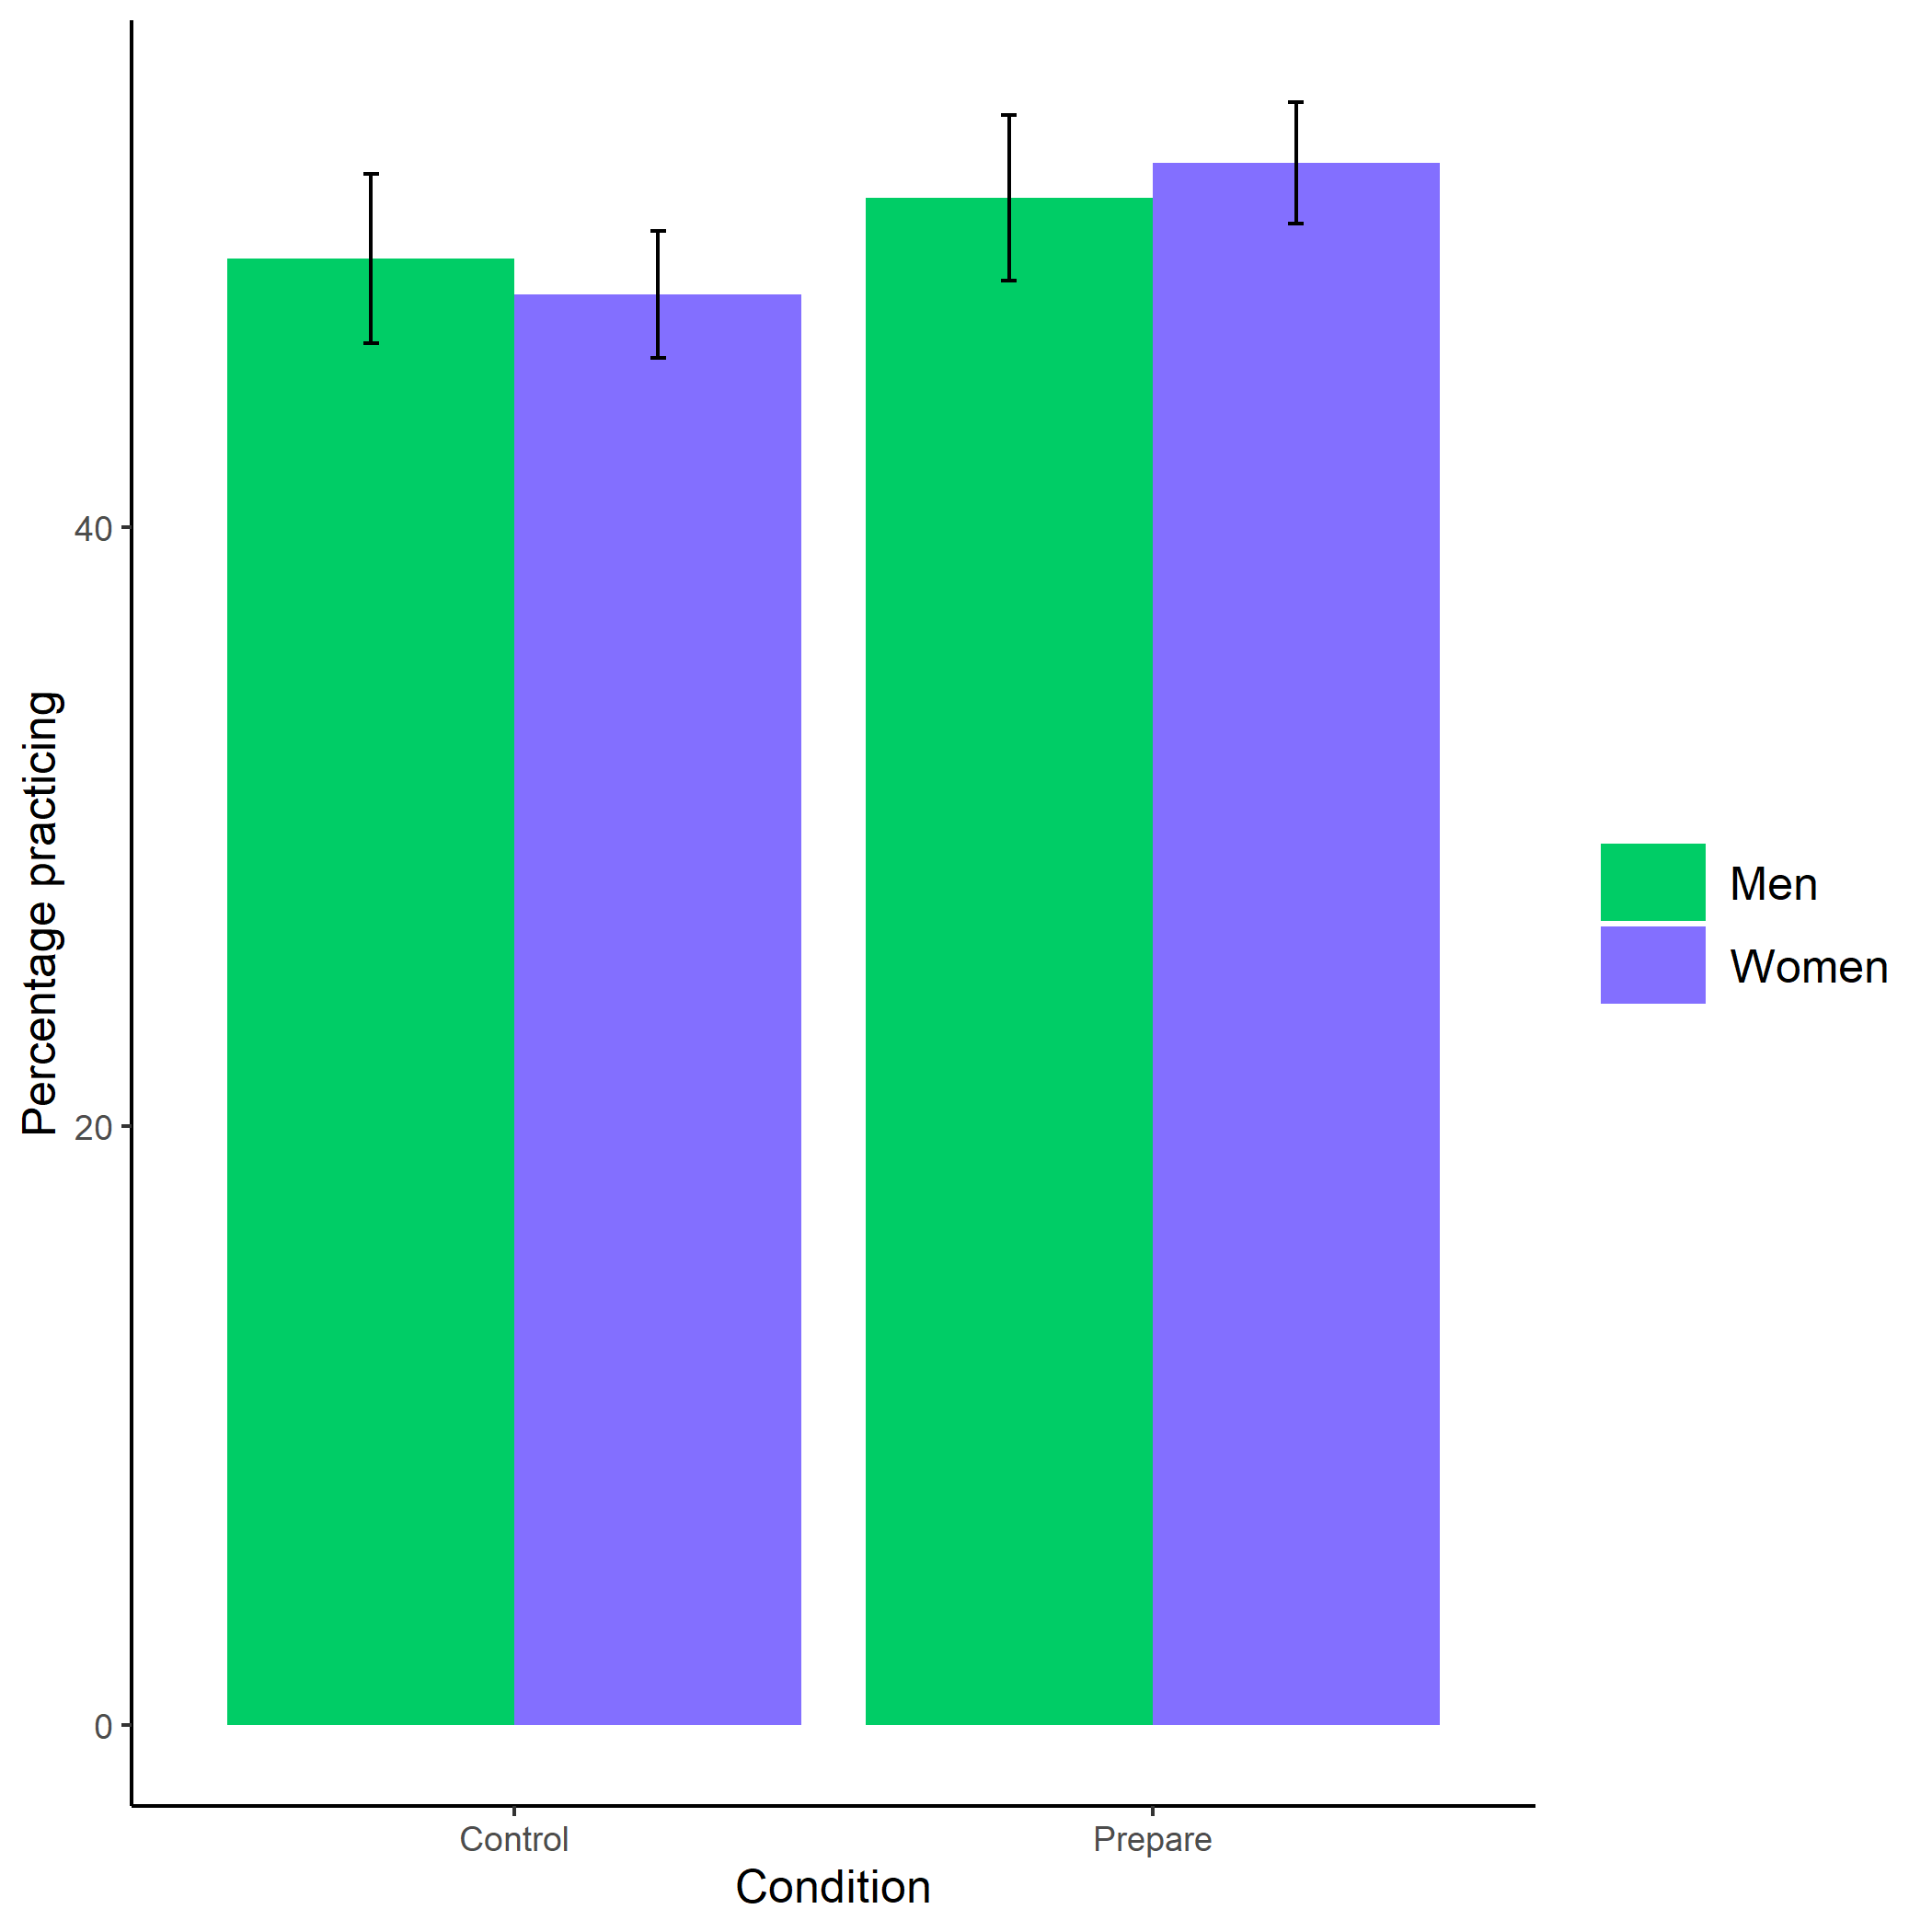 Percentage practicing
40
20
0
Control
Prepare
Condition
Men
Women